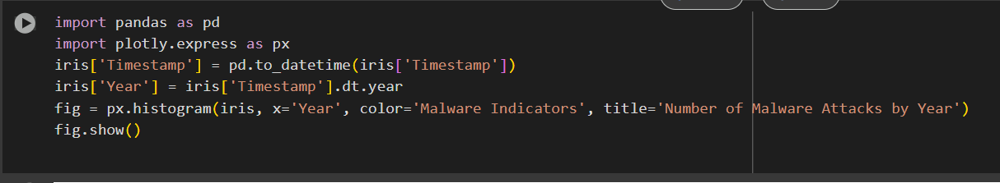 import pandas as pd
import plotly.express as px
iris['Timestamp'] = pd.to_datetime(iris['Timestamp'])
iris['Year'] = iris['Timestamp'].dt.year
fig = px.histogram(iris, x='Year', color='Malware Indicators', title='Number of Malware Attacks by Year')
fig.show()